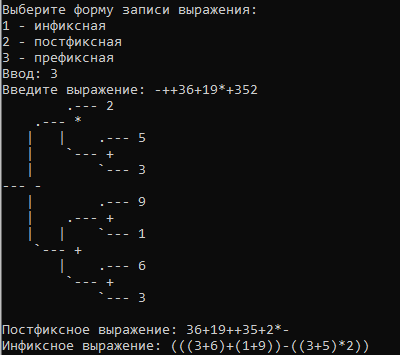 Выберите форму записи выражения:
1 - инфиксная
2 - постфиксная
3 - префиксная
Ввод: 3
Введите выражение: -++36+19*+352
        .--- 2
    .--- *
   |   |    .--- 5
   |    `--- +
   |        `--- 3
--- -
   |        .--- 9
   |    .--- +
   |   |    `--- 1
    `--- +
       |    .--- 6
        `--- +
            `--- 3
Постфиксное выражение: 36+19++35+2*-
Инфиксное выражение: (((3+6)+(1+9))-((3+5)*2))